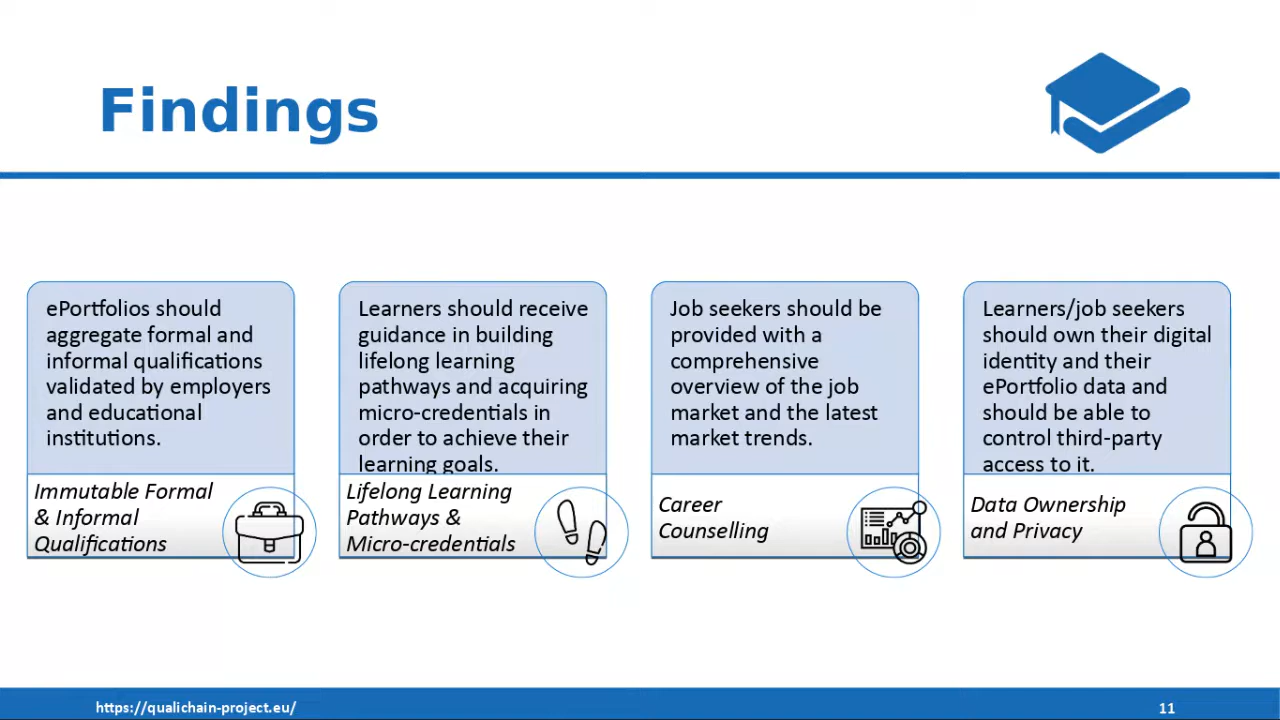 Findings
ePortfolios should
aggregate formal and
informal qualifications
validated by employers
and educational
institutions.
Immutable Formal
& Informal
Qualifications
Learners should receive
guidance in building
lifelong learning
pathways and acquiring
micro-credentials in
order to achieve their
learning goals.
Lifelong Learning
Pathways &
Micro-credentials
Job seekers should be
provided with a
comprehensive
overview of the job
market and the latest
market trends.
Career
Counselling
Learners/job seekers
should own their digital
identity and their
ePortfolio data and
should be able to
control third-party
access to it.
Data Ownership
and Privacy
https://qualichain-project.eu/
11